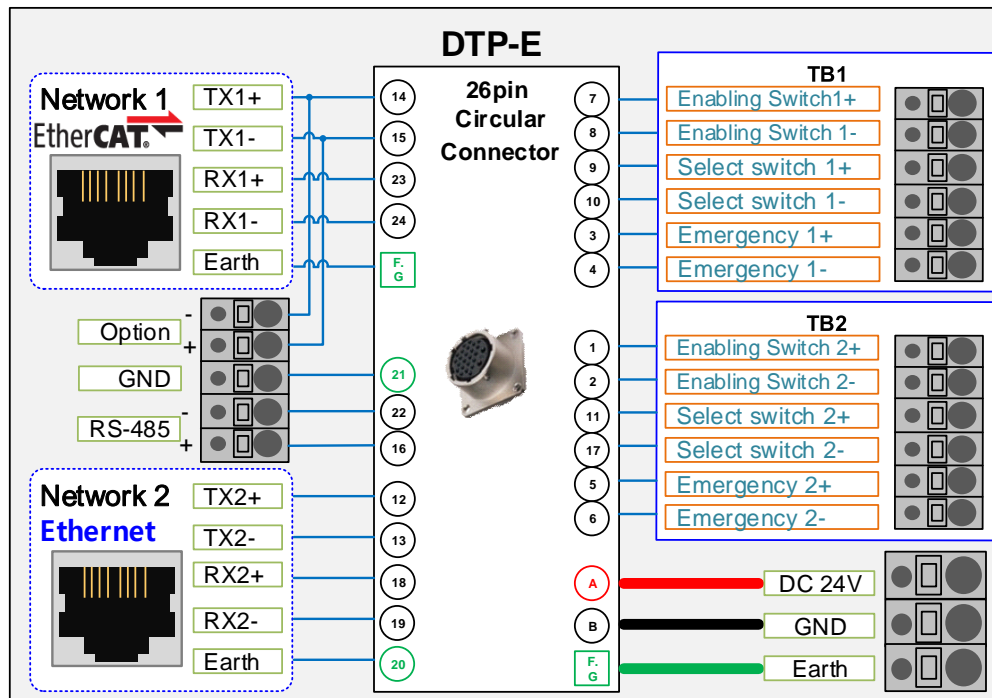 DTP-E
Network 1
EtherCAT®
TX1+
TX1-
RX1+
RX1-
Earth
14
15
23
24
F.
G
26pin
Circular
Connector
7
8
9
10
3
4
TB1
Enabling Switch1+
Enabling Switch 1-
Select switch 1+
Select switch 1-
Emergency 1+
Emergency 1-
Option
-
+
GND
RS-485
-
+
21
22
16
1
2
11
17
5
6
TB2
Enabling Switch 2+
Enabling Switch 2-
Select switch 2+
Select switch 2-
Emergency 2+
Emergency 2-
Network 2
Ethernet
TX2+
TX2-
RX2+
RX2-
Earth
12
13
18
19
20
A
B
F.
G
DC 24V
GND
Earth